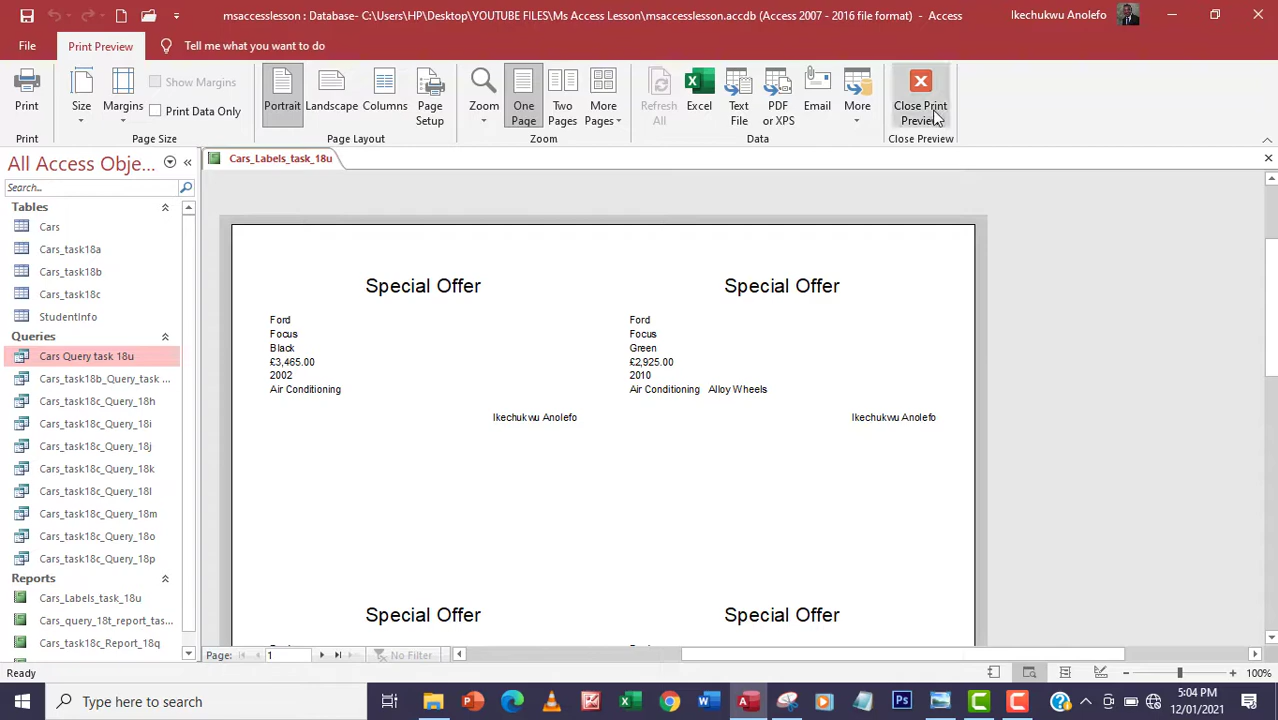 msaccesslesson : Database- C:\Users\HP\Desktop\YOUTUBE FILES\Ms Access Lesson\msaccesslesson.accdb (Access 2007 - 2016 file format) - Access
Ikechukwu Anolefo
File
Print Preview
Tell me what you want to do
Print
Size
Margins
Show Margins
Print Data Only
Portrait
Landscape
Columns
Page Setup
Zoom
One Page
Two Pages
More Pages
Refresh All
Excel
Text File
PDF or XPS
Email
More
Close Print Preview
Print
Page Size
Page Layout
Zoom
Data
Close Preview
All Access Obje...
Search...
Tables
Cars
Cars_task18a
Cars_task18b
Cars_task18c
StudentInfo
Queries
Cars Query task 18u
Cars_task18b_Query_task ...
Cars_task18c_Query_18h
Cars_task18c_Query_18i
Cars_task18c_Query_18j
Cars_task18c_Query_18k
Cars_task18c_Query_18l
Cars_task18c_Query_18m
Cars_task18c_Query_18o
Cars_task18c_Query_18p
Reports
Cars_Labels_task_18u
Cars_query_18t_report_tas...
Cars_task18c_Report_18q
Cars_Labels_task_18u
Special Offer
Ford
Focus
Black
£3,465.00
2002
Air Conditioning
Ikechukwu Anolefo
Special Offer
Ford
Focus
Green
£2,925.00
2010
Air Conditioning Alloy Wheels
Ikechukwu Anolefo
Special Offer
Special Offer
Page: 1
No Filter
Ready
100%
Type here to search
5:04 PM
12/01/2021